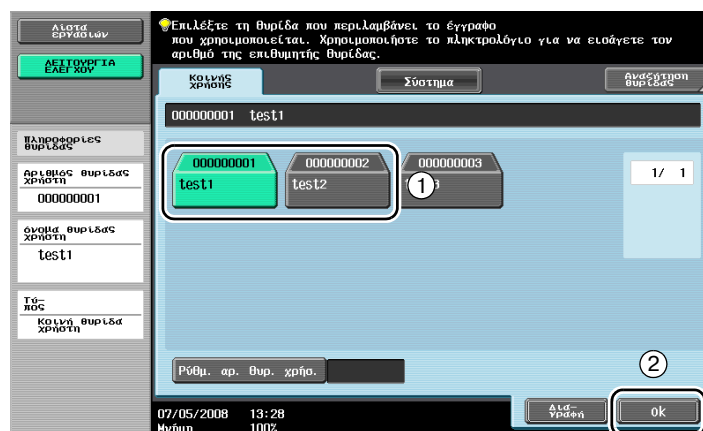 Λίστα
εργασιών
ΛΕΙΤΟΥΡΓΙΑ
ΕΛΕΓΧΟΥ
Επιλέξτε τη θυρίδα που περιλαμβάνει το έγγραφο
που χρησιμοποιείται. Χρησιμοποιήστε το πληκτρολόγιο για να εισάγετε τον
αριθμό της επιθυμητής θυρίδας.
Κοινής
χρήσης
Σύστημα
Αναζήτηση
θυρίδας
000000001 test1
Πληροφορίες
θυρίδας
Αριθμός θυρίδας
χρήστη
000000001
όνομα θυρίδας
χρήστη
test1
Τύ-
πος
Κοινή θυρίδα
χρήστη
000000001
test1
000000002
test2
000000003
1
1/ 1
Ρύθμ. αρ. θυρ. χρήσ.
2
07/05/2008 13:28
Μνήμη 100%
Δια-
γραφή
Ok